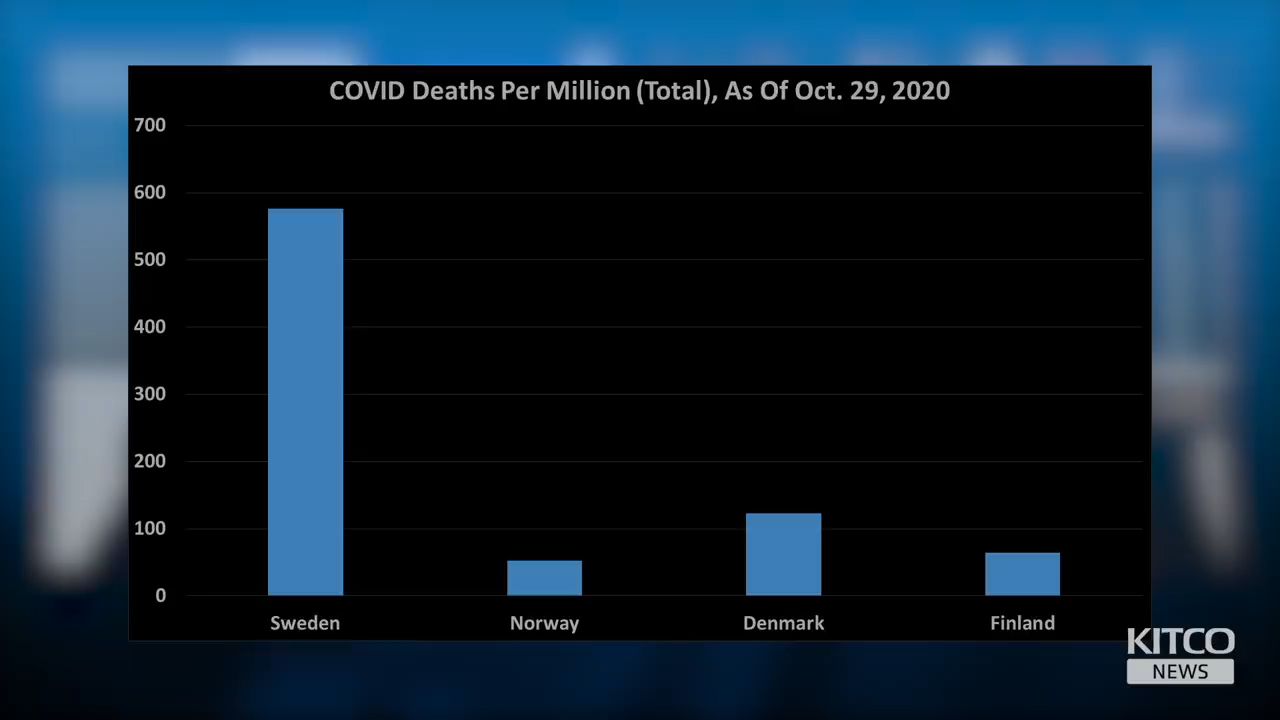 COVID Deaths Per Million (Total), As Of Oct. 29, 2020
700
600
500
400
300
200
100
0
Sweden Norway Denmark Finland
KITCO
NEWS